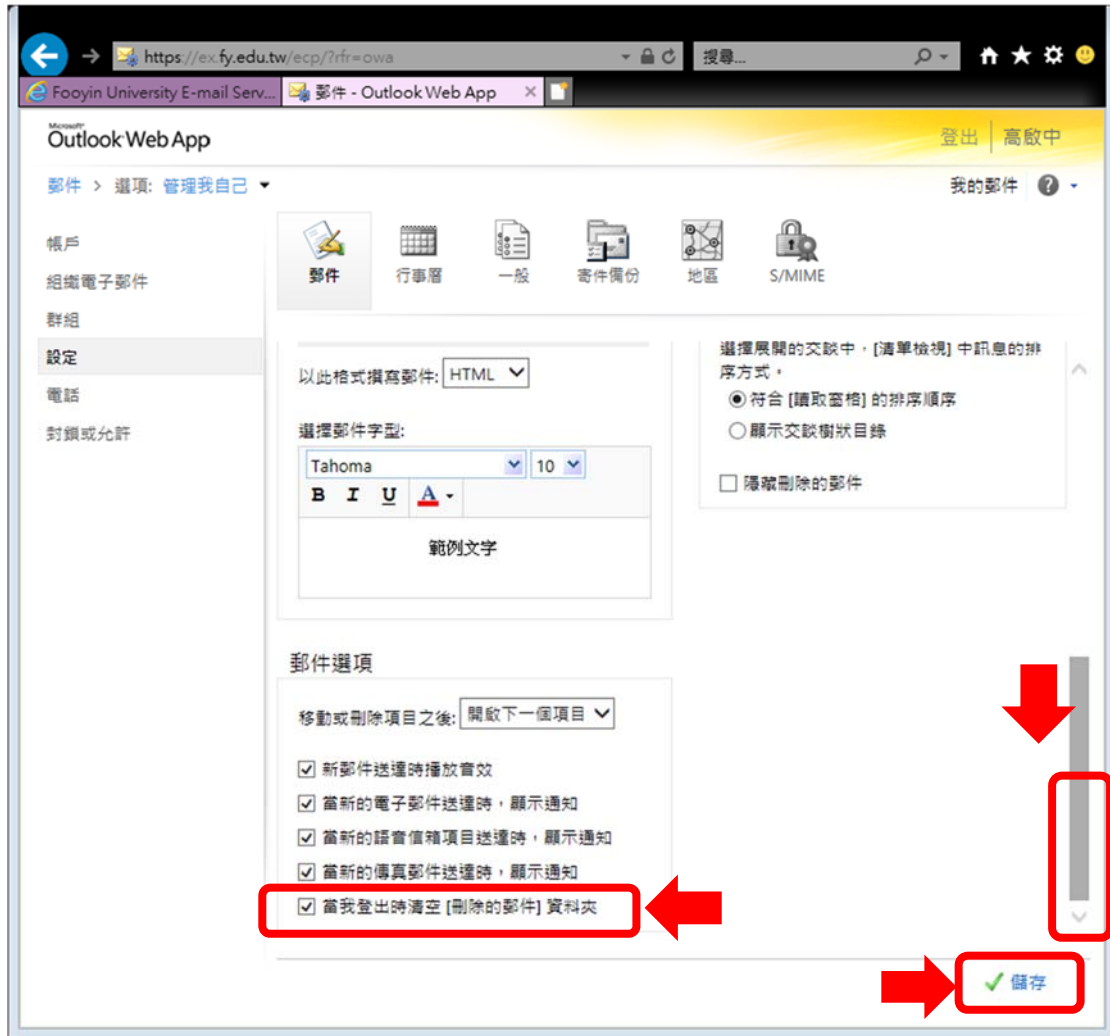 https://ex.fy.edu.tw/ecp/?rfr=owa
搜尋...
Fooyin University E-mail Serv...
郵件 - Outlook Web App
Microsoft®
Outlook Web App
登出
高啟中
郵件 > 選項: 管理我自己
我的郵件
帳戶
組織電子郵件
群組
設定
電話
封鎖或允許
郵件
行事曆
一般
寄件備份
地區
S/MIME
以此格式撰寫郵件: HTML
選擇郵件字型:
Tahoma 10
B I U A
範例文字
選擇展開的交談中，[清單檢視] 中訊息的排
序方式。
符合 [讀取窗格] 的排序順序
顯示交談樹狀目錄
隱藏刪除的郵件
郵件選項
移動或刪除項目之後: 開啟下一個項目
新郵件送達時播放音效
當新的電子郵件送達時，顯示通知
當新的語音信箱項目送達時，顯示通知
當新的傳真郵件送達時，顯示通知
當我登出時清空 [刪除的郵件] 資料夾
儲存